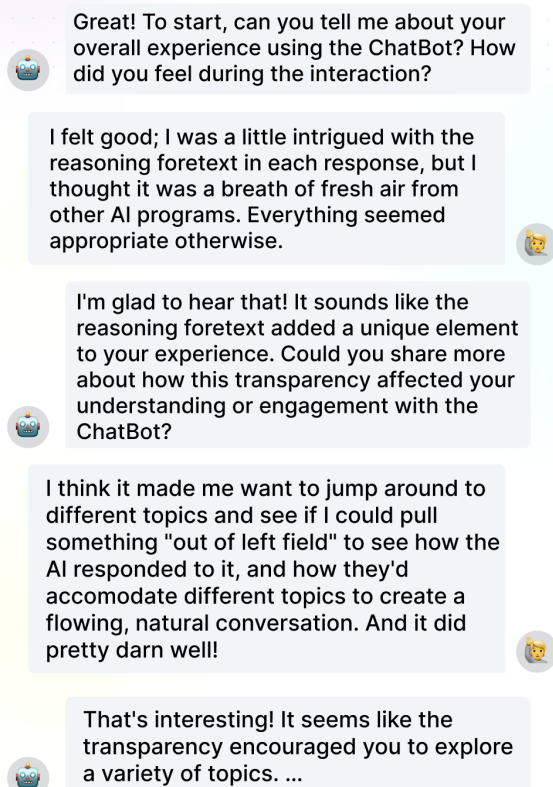 Great! To start, can you tell me about your
overall experience using the ChatBot? How
did you feel during the interaction?
I felt good; I was a little intrigued with the
reasoning foretext in each response, but I
thought it was a breath of fresh air from
other AI programs. Everything seemed
appropriate otherwise.
I'm glad to hear that! It sounds like the
reasoning foretext added a unique element
to your experience. Could you share more
about how this transparency affected your
understanding or engagement with the
ChatBot?
I think it made me want to jump around to
different topics and see if I could pull
something "out of left field" to see how the
AI responded to it, and how they'd
accomodate different topics to create a
flowing, natural conversation. And it did
pretty darn well!
That's interesting! It seems like the
transparency encouraged you to explore
a variety of topics. ...